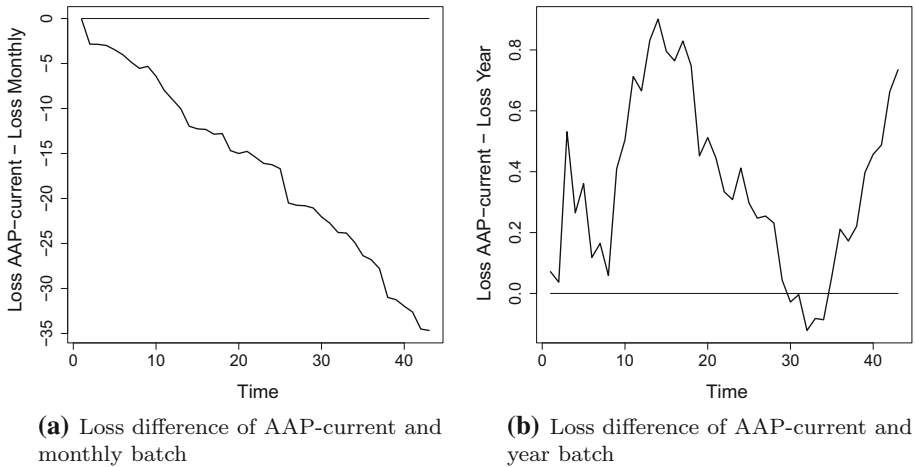 Loss AAP−current − Loss Monthly
0
−5
−10
−15
−20
−25
−30
−35
0 10 20 30 40
Time
(a) Loss difference of AAP-current and
monthly batch
Loss AAP−current − Loss Year
0.8
0.6
0.4
0.2
0.0
0 10 20 30 40
Time
(b) Loss difference of AAP-current and
year batch